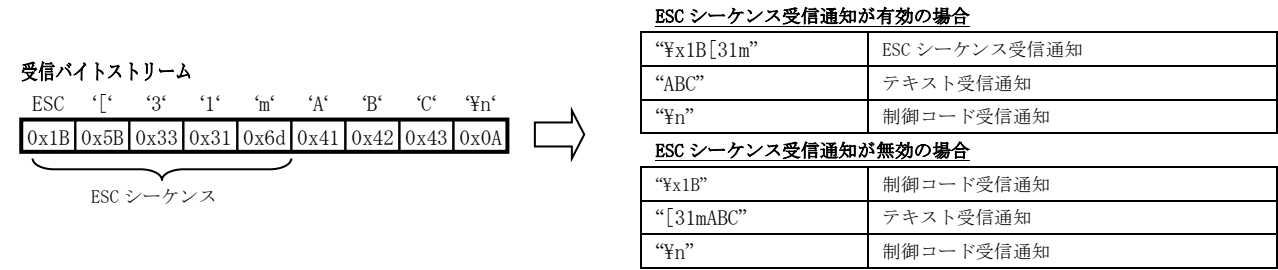 受信バイトストリーム
ESC ‘[‘ ‘3‘ ‘1‘ ‘m‘ ‘A‘ ‘B‘ ‘C‘ ‘¥n‘
0x1B 0x5B 0x33 0x31 0x6d 0x41 0x42 0x43 0x0A
ESC シーケンス
ESC シーケンス受信通知が有効の場合
“¥x1B[31m” ESC シーケンス受信通知
“ABC” テキスト受信通知
“¥n” 制御コード受信通知
ESC シーケンス受信通知が無効の場合
“¥x1B” 制御コード受信通知
“[31mABC” テキスト受信通知
“¥n” 制御コード受信通知